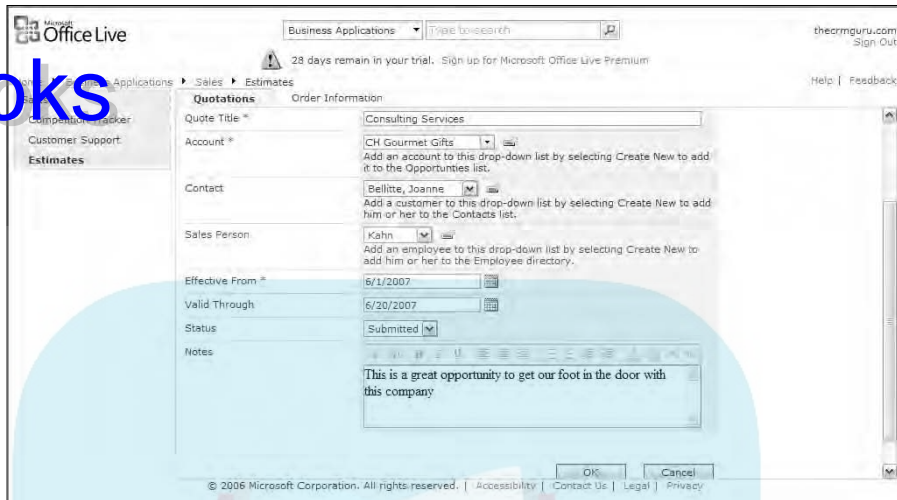 Microsoft
Office Live
Business Applications
Type to search
thecrmguru.com
Sign Out
28 days remain in your trial. Sign up for Microsoft Office Live Premium
Applications ▸ Sales ▸ Estimates
Help | Feedback
oks
Quotations Order Information
Tracker
Customer Support
Estimates
Quote Title * Consulting Services
Account * CH Gourmet Gifts
Add an account to this drop-down list by selecting Create New to add
it to the Opportunties list.
Contact Bellitte, Joanne
Add a customer to this drop-down list by selecting Create New to add
him or her to the Contacts list.
Sales Person Kahn
Add an employee to this drop-down list by selecting Create New to
add him or her to the Employee directory.
Effective From * 6/1/2007
Valid Through 6/20/2007
Status Submitted
Notes
This is a great opportunity to get our foot in the door with
this company
OK Cancel
© 2006 Microsoft Corporation. All rights reserved. | Accessibility | Contact Us | Legal | Privacy